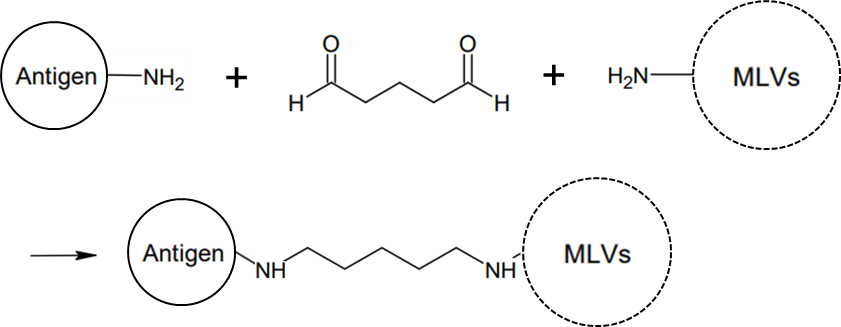 O O
Antigen NH2 + + H2N MLVs
H H
Antigen NH NH MLVs